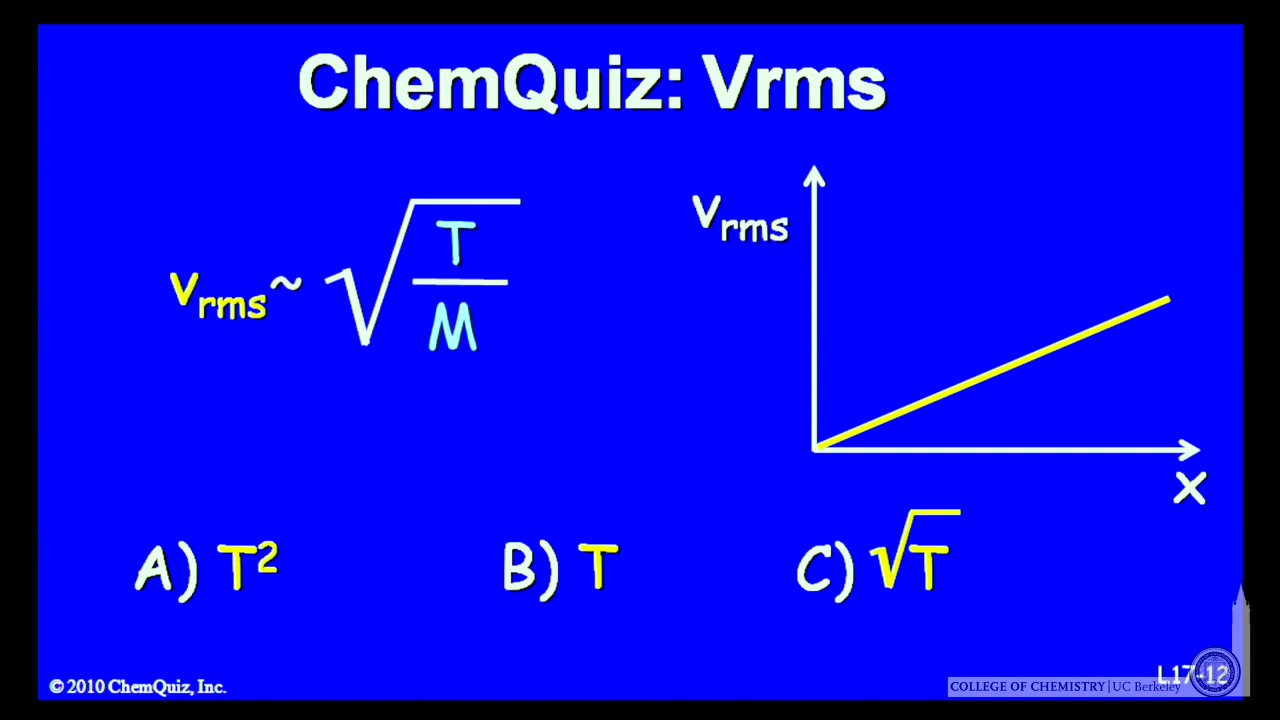 ChemQuiz: Vrms
Vrms~ √(T/M)
Vrms
x
A) T²
B) T
C) √T
© 2010 ChemQuiz, Inc.
L17-12
COLLEGE OF CHEMISTRY | UC Berkeley